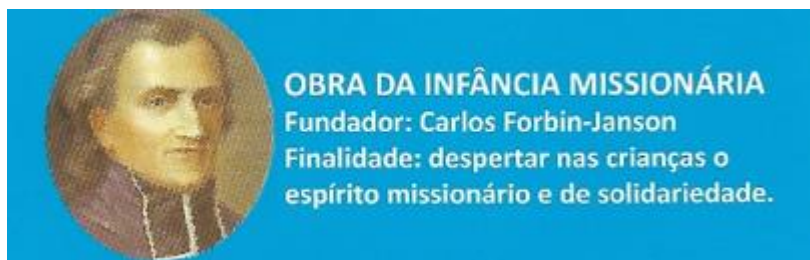 OBRA DA INFÂNCIA MISSIONÁRIA
Fundador: Carlos Forbin-Janson
Finalidade: despertar nas crianças o
espírito missionário e de solidariedade.